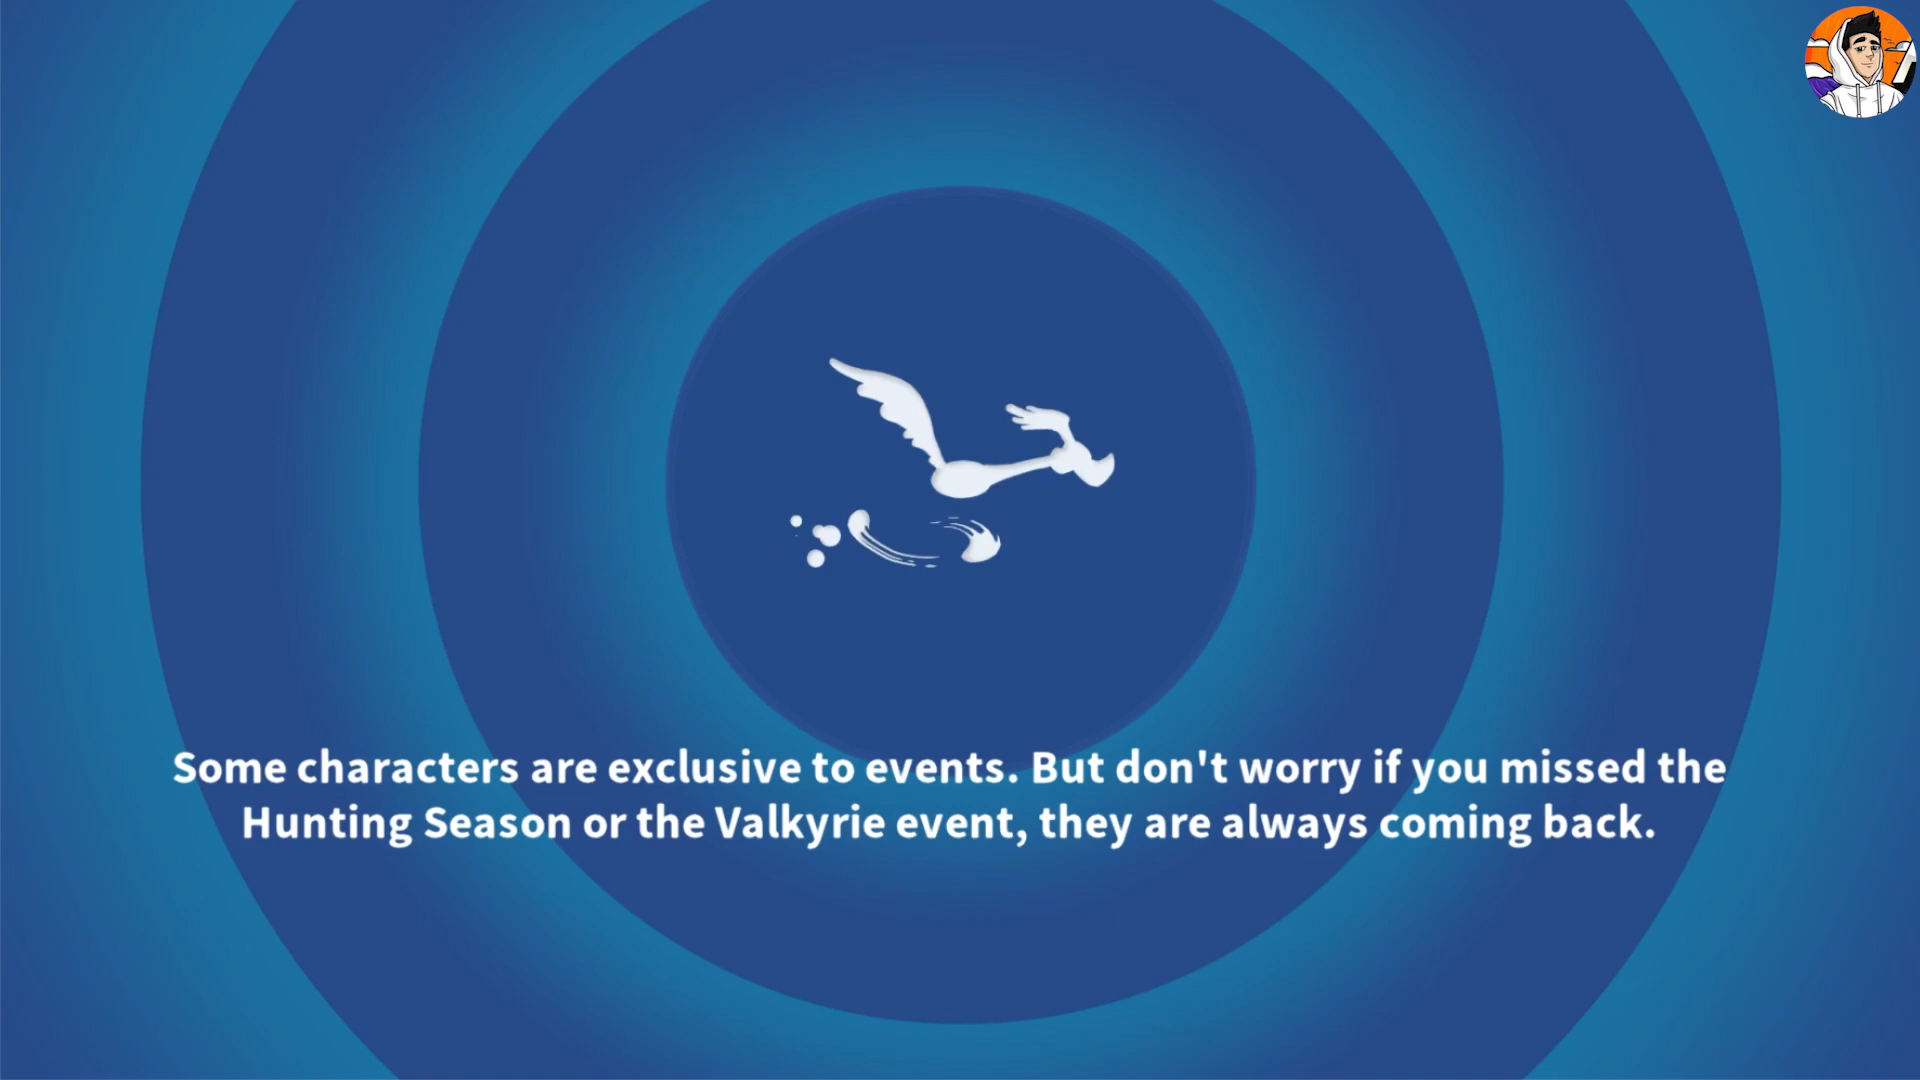 Some characters are exclusive to events. But don't worry if you missed the
Hunting Season or the Valkyrie event, they are always coming back.